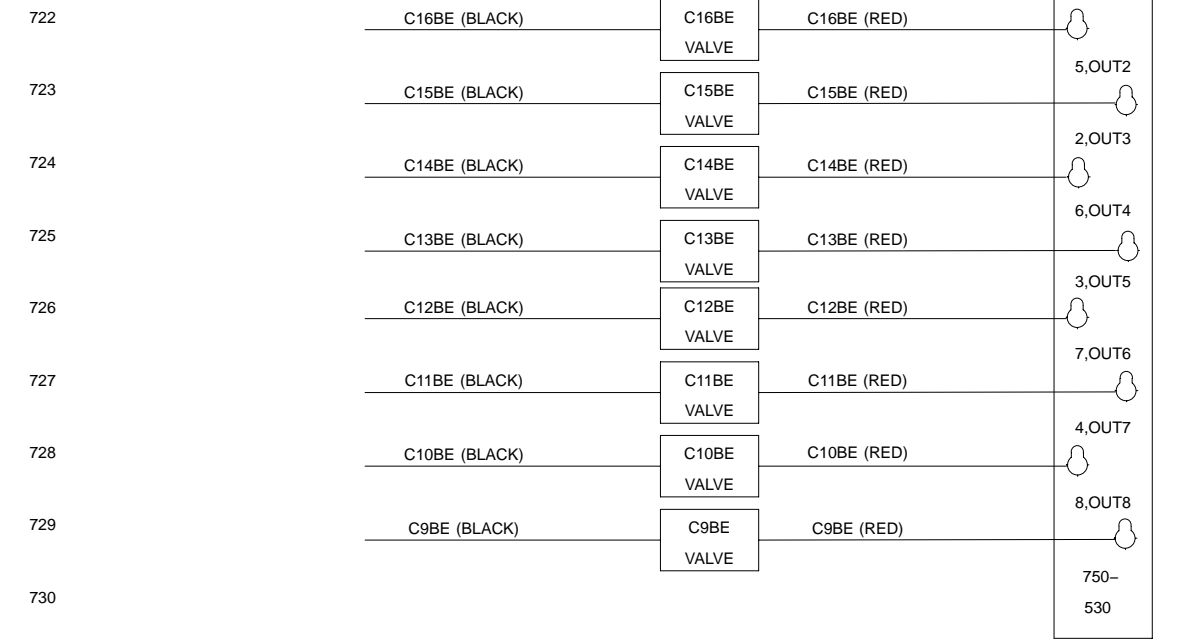 722 C16BE (BLACK) C16BE C16BE (RED)
VALVE
5,OUT2
723 C15BE (BLACK) C15BE C15BE (RED)
VALVE
2,OUT3
724 C14BE (BLACK) C14BE C14BE (RED)
VALVE
6,OUT4
725 C13BE (BLACK) C13BE C13BE (RED)
VALVE
3,OUT5
726 C12BE (BLACK) C12BE C12BE (RED)
VALVE
7,OUT6
727 C11BE (BLACK) C11BE C11BE (RED)
VALVE
4,OUT7
728 C10BE (BLACK) C10BE C10BE (RED)
VALVE
8,OUT8
729 C9BE (BLACK) C9BE C9BE (RED)
VALVE
750–
730 530